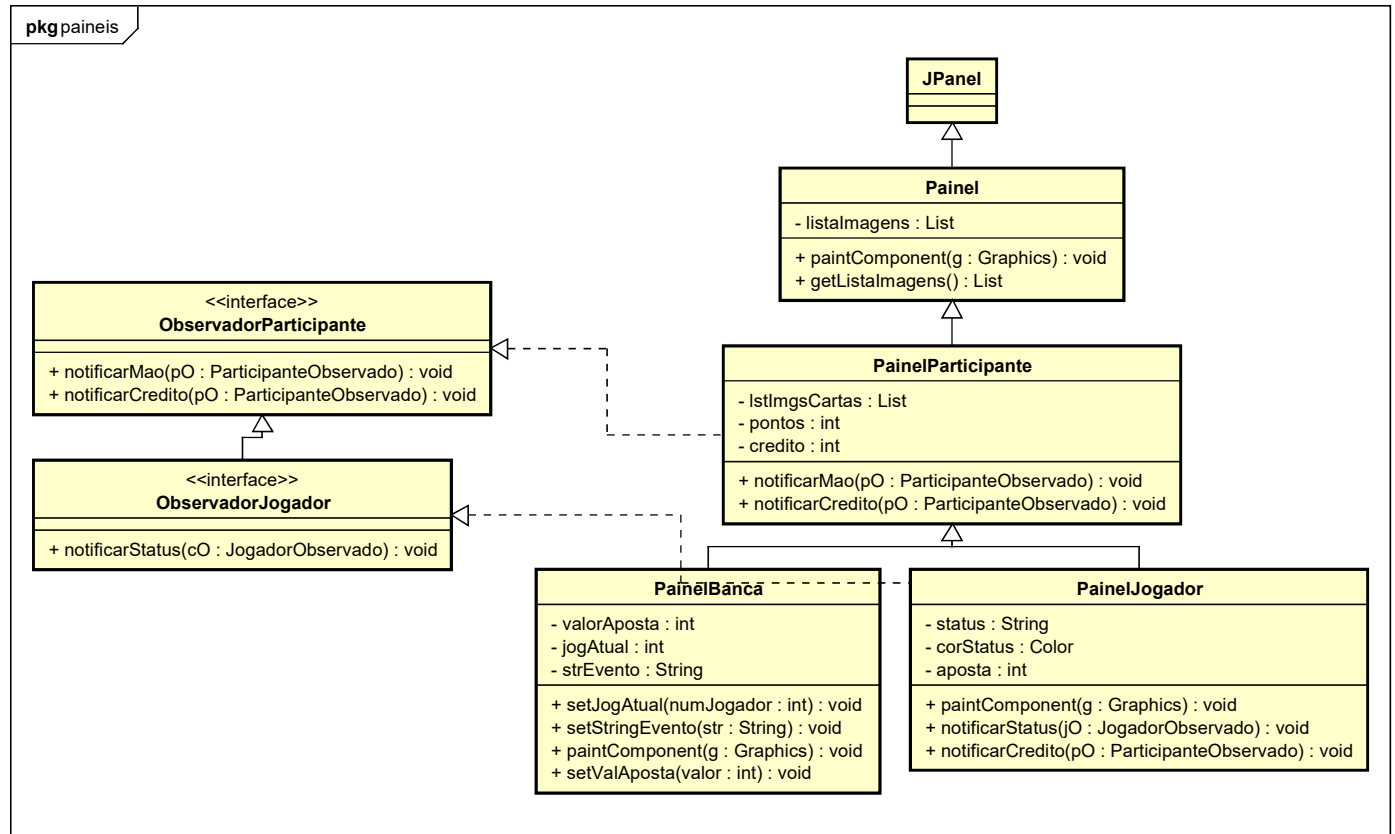 pkg paineis
JPanel
Painel
- listaImagens : List
+ paintComponent(g : Graphics) : void
+ getListaImagens() : List
<<interface>>
ObservadorParticipante
+ notificarMao(pO : ParticipanteObservado) : void
+ notificarCredito(pO : ParticipanteObservado) : void
PainelParticipante
- lstImgsCartas : List
- pontos : int
- credito : int
+ notificarMao(pO : ParticipanteObservado) : void
+ notificarCredito(pO : ParticipanteObservado) : void
<<interface>>
ObservadorJogador
+ notificarStatus(cO : JogadorObservado) : void
PainelBanca
- valorAposta : int
- jogAtual : int
- strEvento : String
+ setJogAtual(numJogador : int) : void
+ setStringEvento(str : String) : void
+ paintComponent(g : Graphics) : void
+ setValAposta(valor : int) : void
PainelJogador
- status : String
- corStatus : Color
- aposta : int
+ paintComponent(g : Graphics) : void
+ notificarStatus(jO : JogadorObservado) : void
+ notificarCredito(pO : ParticipanteObservado) : void